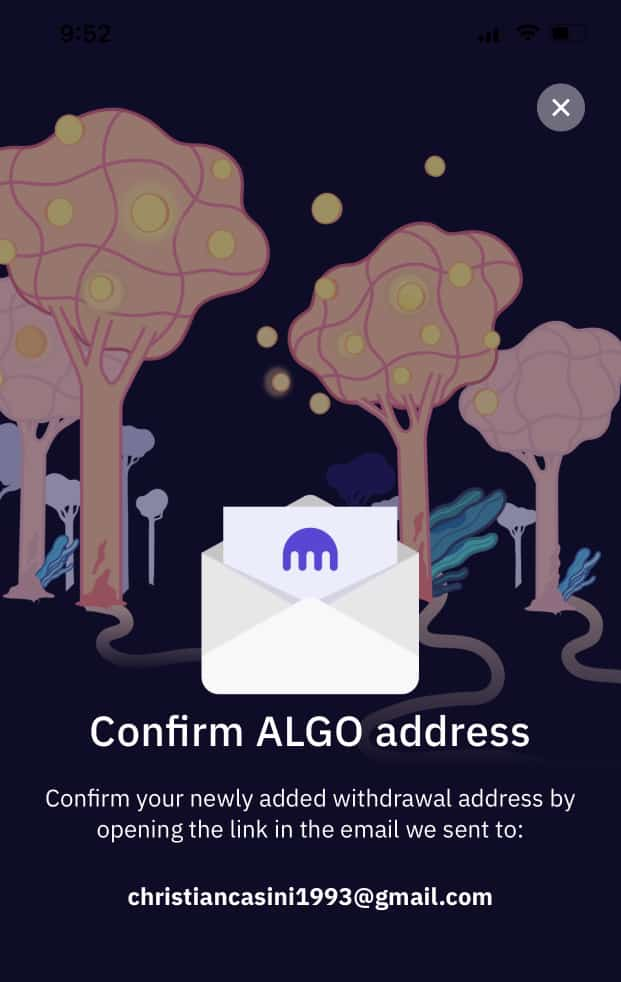 9:52
Confirm ALGO address
Confirm your newly added withdrawal address by
opening the link in the email we sent to:
christiancasini1993@gmail.com